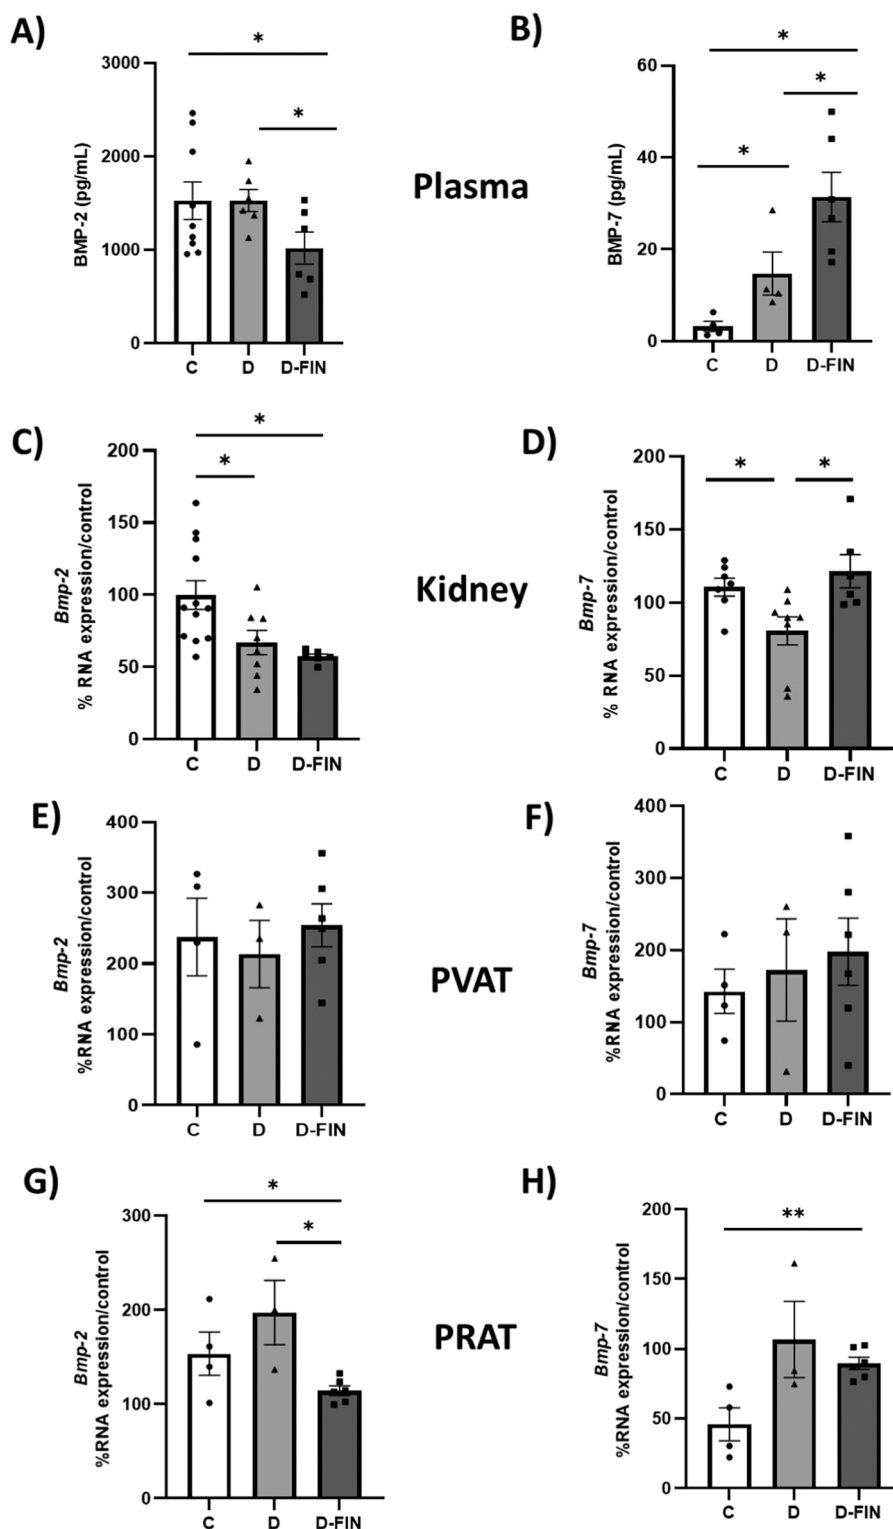 A)
*
*
3000
2000
1000
0
BMP-2 (pg/mL)
C D D-FIN
Plasma
B)
*
*
*
60
40
20
0
BMP-7 (pg/mL)
C D D-FIN
C)
*
*
200
150
100
50
0
Bmp-2
% RNA expression/control
C D D-FIN
Kidney
D)
* *
200
150
100
50
0
Bmp-7
% RNA expression/control
C D D-FIN
E)
400
300
200
100
0
Bmp-2
%RNA expression/control
C D D-FIN
PVAT
F)
400
300
200
100
0
Bmp-7
%RNA expression/control
C D D-FIN
G)
*
*
300
200
100
0
Bmp-2
%RNA expression/control
C D D-FIN
PRAT
H)
**
200
150
100
50
0
Bmp-7
%RNA expression/control
C D D-FIN